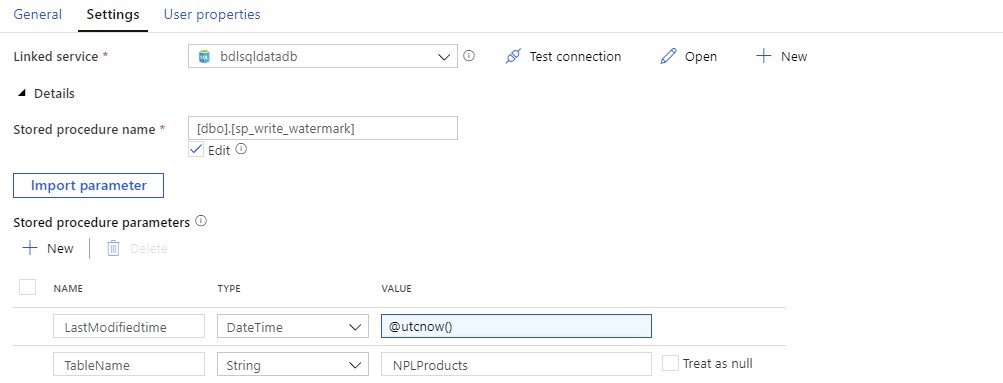 General Settings User properties
Linked service * bdlsqldatadb Test connection Open New
Details
Stored procedure name * [dbo].[sp_write_watermark]
Edit
Import parameter
Stored procedure parameters
New Delete
NAME TYPE VALUE
LastModifiedtime DateTime @utcnow()
TableName String NPLProducts Treat as null